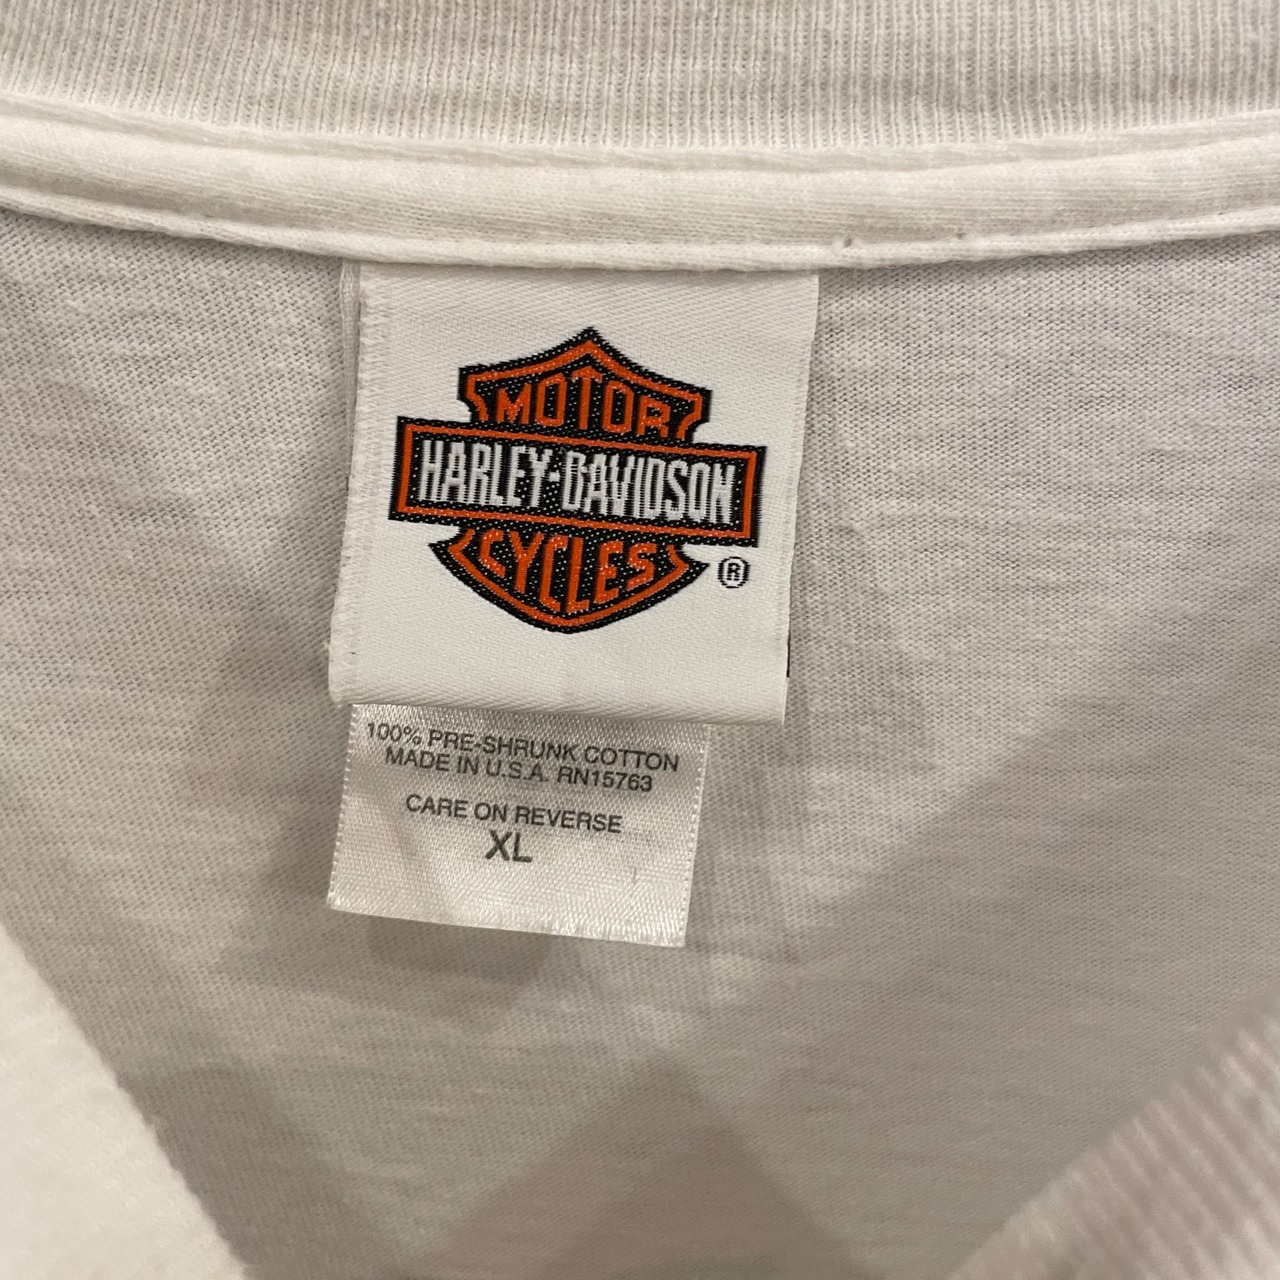 MOTOR
HARLEY-DAVIDSON
CYCLES
®
100% PRE-SHRUNK COTTON
MADE IN U.S.A. RN15763
CARE ON REVERSE
XL